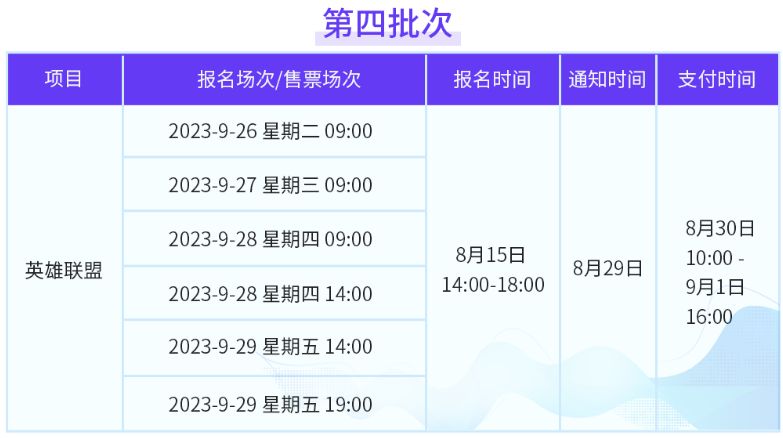 第四批次
项目
报名场次/售票场次
报名时间
通知时间
支付时间
英雄联盟
2023-9-26 星期二 09:00
2023-9-27 星期三 09:00
2023-9-28 星期四 09:00
2023-9-28 星期四 14:00
2023-9-29 星期五 14:00
2023-9-29 星期五 19:00
8月15日
14:00-18:00
8月29日
8月30日
10:00 -
9月1日
16:00